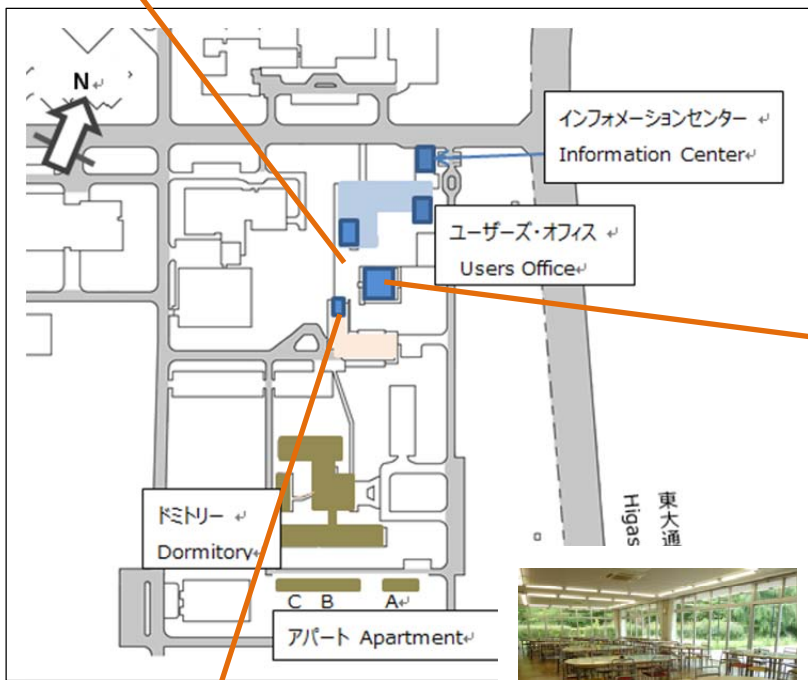 N
インフォメーションセンター
Information Center
ユーザーズ・オフィス
Users Office
東大通
Higas
ドミトリー
Dormitory
C B A
アパート Apartment